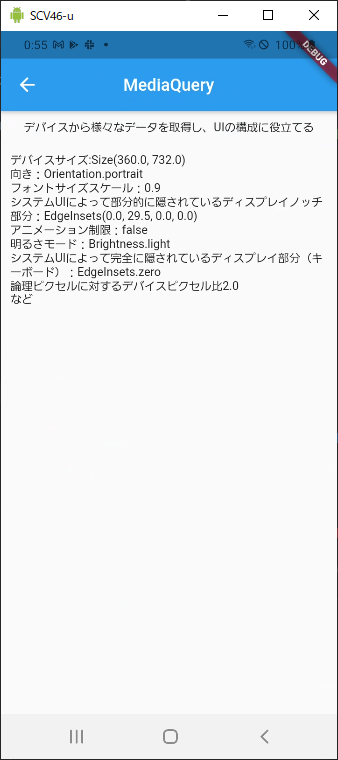 SCV46-u
0:55
100%
DEBUG
MediaQuery
デバイスから様々なデータを取得し、UIの構成に役立てる
デバイスサイズ:Size(360.0, 732.0)
向き：Orientation.portrait
フォントサイズスケール：0.9
システムUIによって部分的に隠されているディスプレイノッチ
部分：EdgeInsets(0.0, 29.5, 0.0, 0.0)
アニメーション制限：false
明るさモード：Brightness.light
システムUIによって完全に隠されているディスプレイ部分（キ
ーボード）：EdgeInsets.zero
論理ピクセルに対するデバイスピクセル比2.0
など